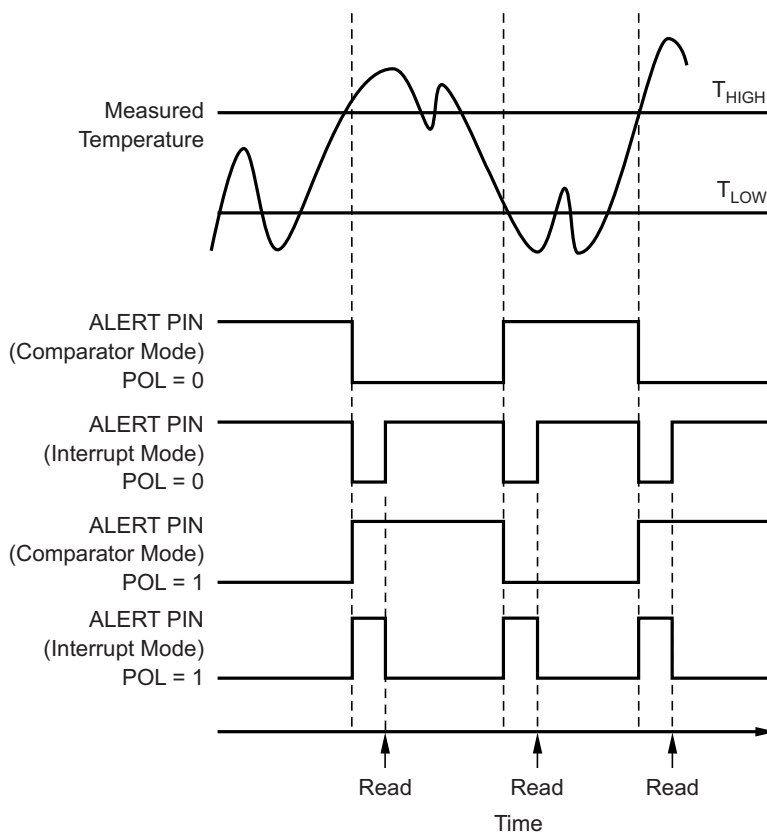 Measured
Temperature
T_HIGH
T_LOW
ALERT PIN
(Comparator Mode)
POL = 0
ALERT PIN
(Interrupt Mode)
POL = 0
ALERT PIN
(Comparator Mode)
POL = 1
ALERT PIN
(Interrupt Mode)
POL = 1
Read Read Read
Time